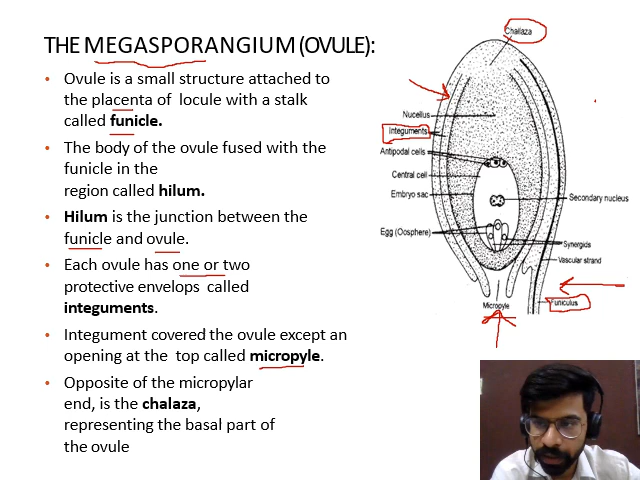 THE MEGASPORANGIUM (OVULE):
• Ovule is a small structure attached to
the placenta of locule with a stalk
called funicle.
• The body of the ovule fused with the
funicle in the
region called hilum.
• Hilum is the junction between the
funicle and ovule.
• Each ovule has one or two
protective envelops called
integuments.
• Integument covered the ovule except an
opening at the top called micropyle.
• Opposite of the micropylar
end, is the chalaza,
representing the basal part of
the ovule
Chalaza
Nucellus
Integuments
Antipodal cells
Central cell
Embryo sac
Secondary nucleus
Egg (Oosphere)
Synergids
Vascular strand
Micropyle
Funiculus